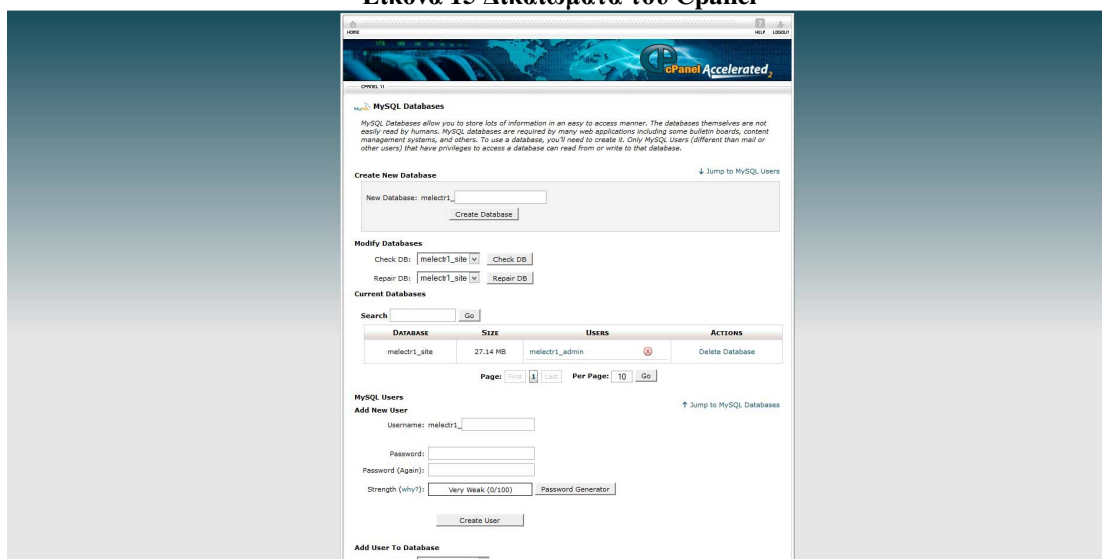 Εικόνα 15 Δικαιώματα του Cpanel
HOME
HELP LOGOUT
cPanel Accelerated2
CPANEL 11
MySQL Databases
MySQL Databases allow you to store lots of information in an easy to access manner. The databases themselves are not
easily read by humans. MySQL databases are required by many web applications including some bulletin boards, content
management systems, and others. To use a database, you'll need to create it. Only MySQL Users (different than mail or
other users) that have privileges to access a database can read from or write to that database.
↓ Jump to MySQL Users
Create New Database
New Database: melectr1_
Create Database
Modify Databases
Check DB: melectr1_site Check DB
Repair DB: melectr1_site Repair DB
Current Databases
Search Go
DATABASE SIZE USERS ACTIONS
melectr1_site 27.14 MB melectr1_admin Delete Database
Page: First 1 Last Per Page: 10 Go
MySQL Users
↑ Jump to MySQL Databases
Add New User
Username: melectr1_
Password:
Password (Again):
Strength (why?): Very Weak (0/100) Password Generator
Create User
Add User To Database